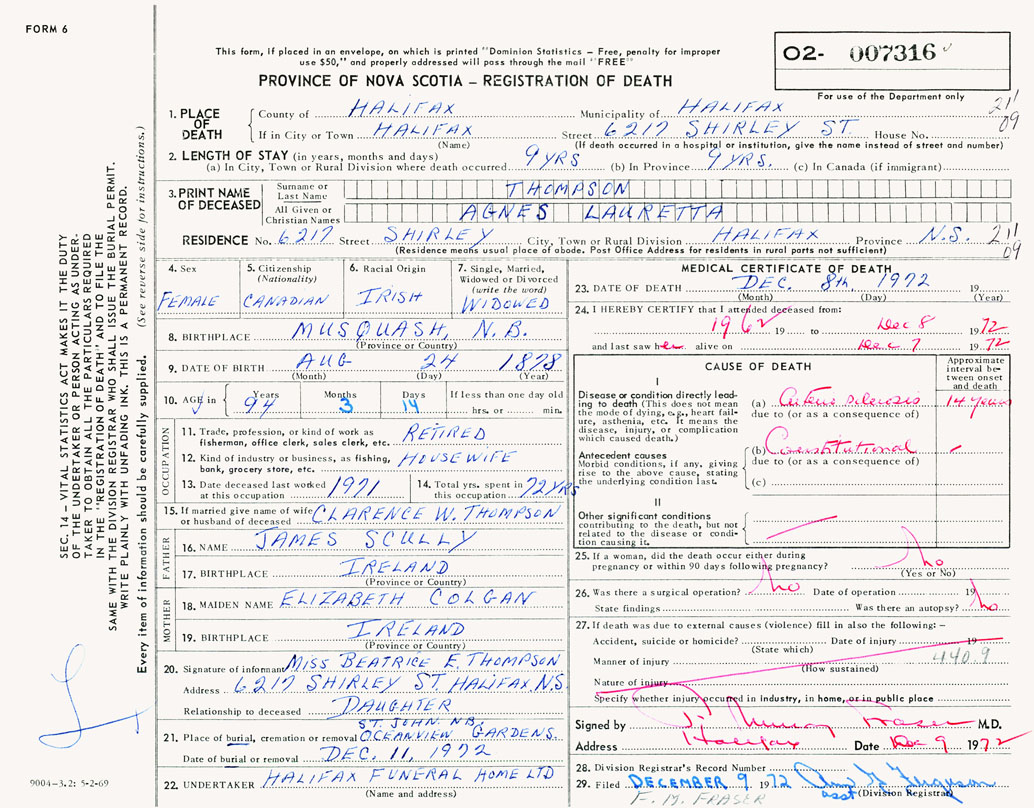 FORM 6
This form, if placed in an envelope, on which is printed "Dominion Statistics – Free, penalty for improper
use $50," and properly addressed will pass through the mail "FREE"
PROVINCE OF NOVA SCOTIA – REGISTRATION OF DEATH
O2- 007316
For use of the Department only
211
09
1. PLACE OF DEATH
County of HALIFAX Municipality of HALIFAX
If in City or Town HALIFAX Street 6217 SHIRLEY ST. House No.
(Name) (If death occurred in a hospital or institution, give the name instead of street and number)
2. LENGTH OF STAY (in years, months and days)
(a) In City, Town or Rural Division where death occurred 9 YRS (b) In Province 9 YRS. (c) In Canada (if immigrant)
3. PRINT NAME OF DECEASED
Surname or Last Name THOMPSON
All Given or Christian Names AGNES LAURETTA
RESIDENCE No. 6217 Street SHIRLEY City, Town or Rural Division HALIFAX Province N.S. 211
09
(Residence means usual place of abode. Post Office Address for residents in rural parts not sufficient)
4. Sex
FEMALE
5. Citizenship
(Nationality)
CANADIAN
6. Racial Origin
IRISH
7. Single, Married,
Widowed or Divorced
(write the word)
WIDOWED
8. BIRTHPLACE MUSQUASH, N.B.
(Province or Country)
9. DATE OF BIRTH AUG 24 1878
(Month) (Day) (Year)
10. AGE in Years Months Days If less than one day old
94 3 14 hrs. or min.
OCCUPATION
11. Trade, profession, or kind of work as
fisherman, office clerk, sales clerk, etc. RETIRED
12. Kind of industry or business, as fishing,
bank, grocery store, etc. HOUSEWIFE
13. Date deceased last worked
at this occupation 1971
14. Total yrs. spent in
this occupation 72 YRS
15. If married give name of wife
or husband of deceased CLARENCE W. THOMPSON
FATHER
16. NAME JAMES SCULLY
17. BIRTHPLACE IRELAND
(Province or Country)
MOTHER
18. MAIDEN NAME ELIZABETH COLGAN
19. BIRTHPLACE IRELAND
(Province or Country)
20. Signature of informant MISS BEATRICE E. THOMPSON
Address 6217 SHIRLEY ST. HALIFAX, N.S.
Relationship to deceased DAUGHTER
ST. JOHN. NB.
21. Place of burial, cremation or removal OCEANVIEW GARDENS
Date of burial or removal DEC. 11, 1972
22. UNDERTAKER HALIFAX FUNERAL HOME LTD
(Name and address)
MEDICAL CERTIFICATE OF DEATH
23. DATE OF DEATH DEC. 8th. 1972 19
(Month) (Day) (Year)
24. I HEREBY CERTIFY that I attended deceased from:
1962 19 to Dec 8 1972
and last saw her alive on Dec 7 1972
CAUSE OF DEATH
Approximate
interval be-
tween onset
and death
I
Disease or condition directly lead-
ing to death (This does not mean
the mode of dying, e.g., heart fail-
ure, asthenia, etc. It means the
disease, injury, or complication
which caused death.)
(a) Arterio sclerosis 14 years
due to (or as a consequence of)
Antecedent causes
Morbid conditions, if any, giving
rise to the above cause, stating
the underlying condition last.
(b) Constitutional
due to (or as a consequence of)
(c)
II
Other significant conditions
contributing to the death, but not
related to the disease or condi-
tion causing it.
25. If a woman, did the death occur either during
pregnancy or within 90 days following pregnancy? no
(Yes or No)
26. Was there a surgical operation? no Date of operation 19
State findings Was there an autopsy? no
27. If death was due to external causes (violence) fill in also the following: –
Accident, suicide or homicide? Date of injury 19
(State which)
Manner of injury 440.9
(How sustained)
Nature of injury
Specify whether injury occurred in industry, in home, or in public place
Signed by Fraser M.D.
Address Halifax Date Dec 9 1972
28. Division Registrar's Record Number
29. Filed DECEMBER 9 1972 Ferguson
asst (Division Registrar)
F. M. FRASER
SEC. 14 – VITAL STATISTICS ACT MAKES IT THE DUTY
OF THE UNDERTAKER OR PERSON ACTING AS UNDER-
TAKER TO OBTAIN ALL THE PARTICULARS REQUIRED
IN THE "REGISTRATION OF DEATH" AND TO FILE THE
SAME WITH THE DIVISION REGISTRAR WHO SHALL ISSUE THE BURIAL PERMIT.
WRITE PLAINLY WITH UNFADING INK. THIS IS A PERMANENT RECORD.
Every item of information should be carefully supplied. (See reverse side for instructions.)
9004-3.2: 5-2-69